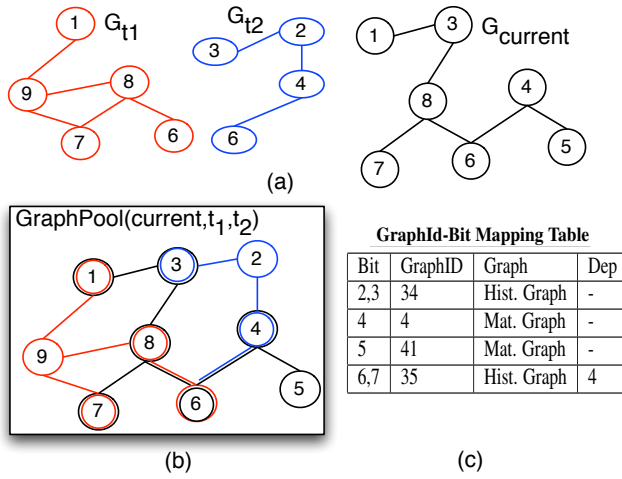 G_t1
1
9
8
7
6
G_t2
2
3
4
6
G_current
1
3
8
4
7
6
5
(a)
GraphPool(current,t_1,t_2)
1
3
2
9
8
4
7
6
5
(b)
GraphId-Bit Mapping Table
Bit GraphID Graph Dep
2,3 34 Hist. Graph -
4 4 Mat. Graph -
5 41 Mat. Graph -
6,7 35 Hist. Graph 4
(c)